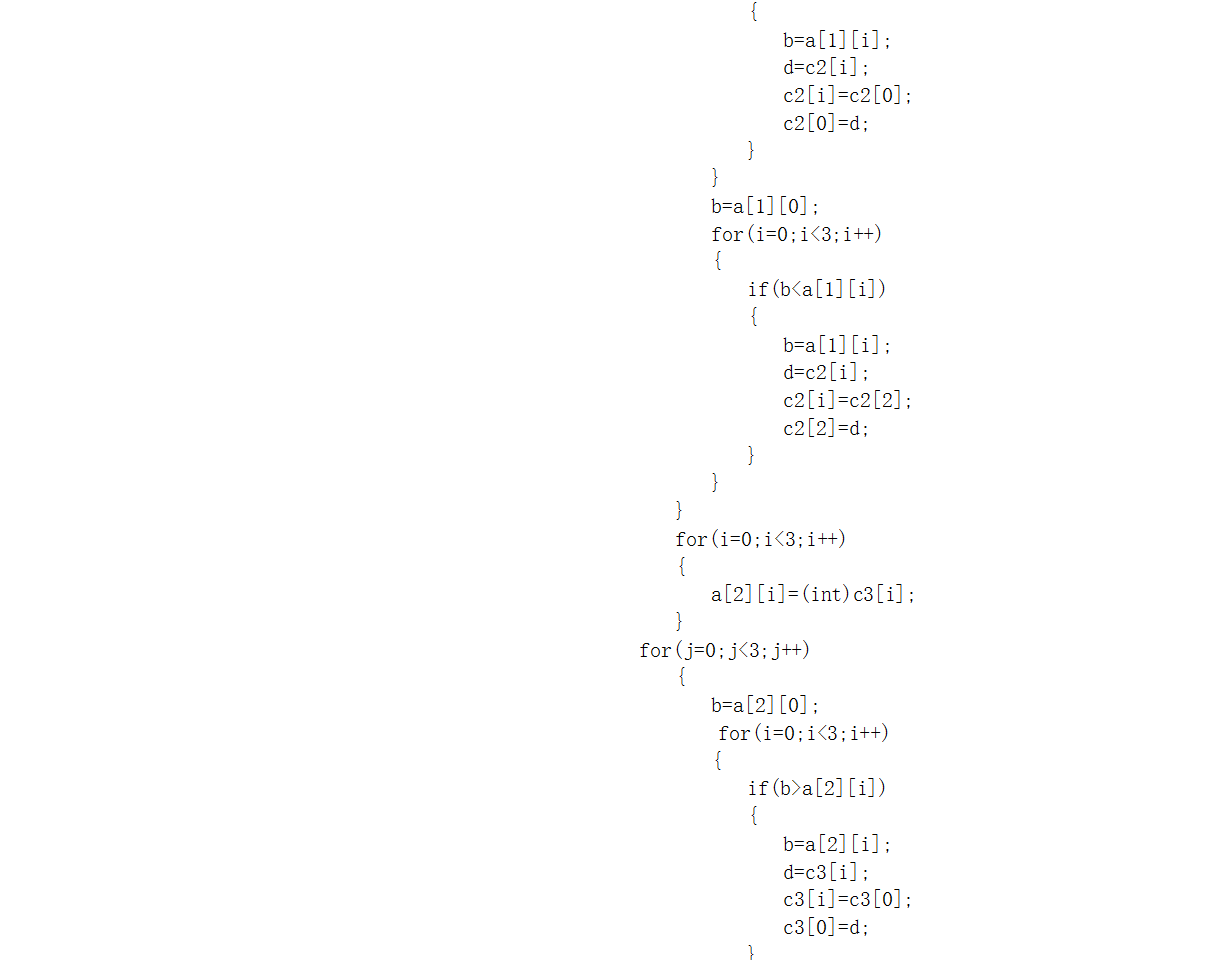 {
b=a[1][i];
d=c2[i];
c2[i]=c2[0];
c2[0]=d;
}
}
b=a[1][0];
for(i=0;i<3;i++)
{
if(b<a[1][i])
{
b=a[1][i];
d=c2[i];
c2[i]=c2[2];
c2[2]=d;
}
}
}
for(i=0;i<3;i++)
{
a[2][i]=(int)c3[i];
}
for(j=0;j<3;j++)
{
b=a[2][0];
for(i=0;i<3;i++)
{
if(b>a[2][i])
{
b=a[2][i];
d=c3[i];
c3[i]=c3[0];
c3[0]=d;
}